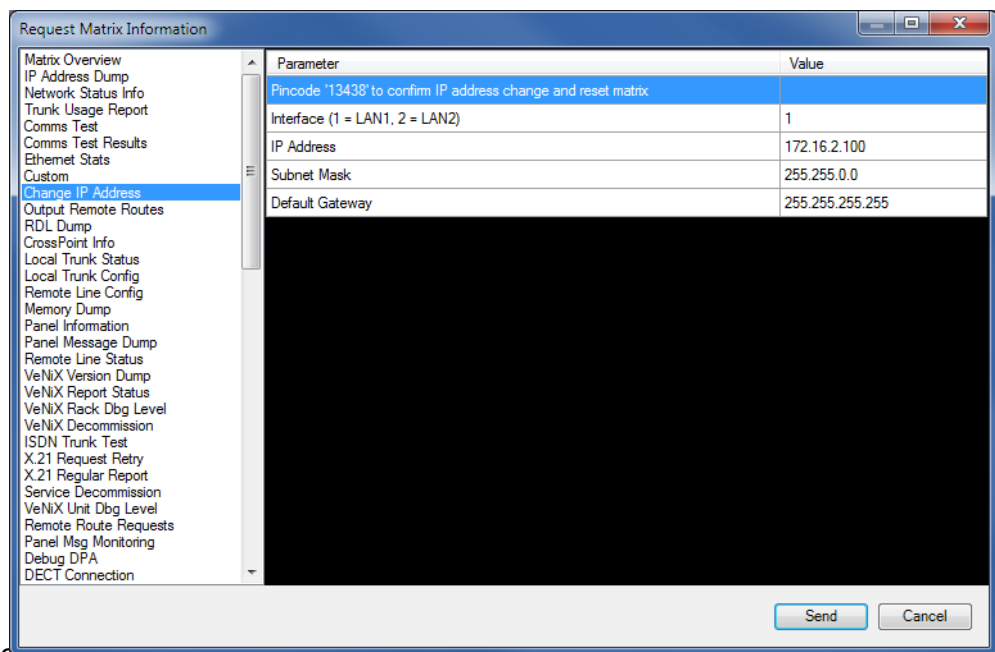 Request Matrix Information
Matrix Overview
IP Address Dump
Network Status Info
Trunk Usage Report
Comms Test
Comms Test Results
Ethernet Stats
Custom
Change IP Address
Output Remote Routes
RDL Dump
CrossPoint Info
Local Trunk Status
Local Trunk Config
Remote Line Config
Memory Dump
Panel Information
Panel Message Dump
Remote Line Status
VeNiX Version Dump
VeNiX Report Status
VeNiX Rack Dbg Level
VeNiX Decommission
ISDN Trunk Test
X.21 Request Retry
X.21 Regular Report
Service Decommission
VeNiX Unit Dbg Level
Remote Route Requests
Panel Msg Monitoring
Debug DPA
DECT Connection
Parameter Value
Pincode '13438' to confirm IP address change and reset matrix
Interface (1 = LAN1, 2 = LAN2) 1
IP Address 172.16.2.100
Subnet Mask 255.255.0.0
Default Gateway 255.255.255.255
Send Cancel